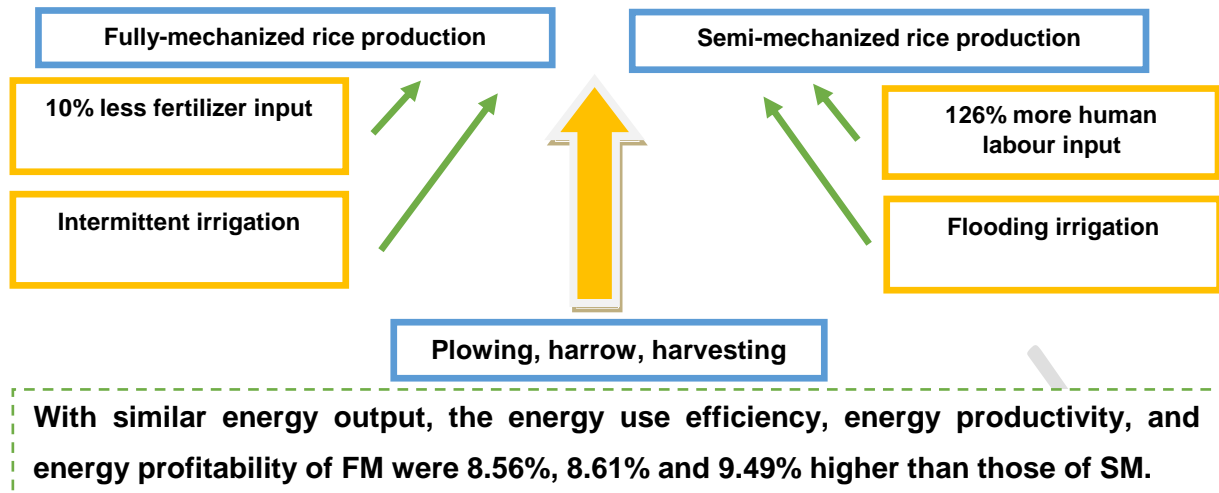 Fully-mechanized rice production
Semi-mechanized rice production
10% less fertilizer input
126% more human
labour input
Intermittent irrigation
Flooding irrigation
Plowing, harrow, harvesting
With similar energy output, the energy use efficiency, energy productivity, and
energy profitability of FM were 8.56%, 8.61% and 9.49% higher than those of SM.